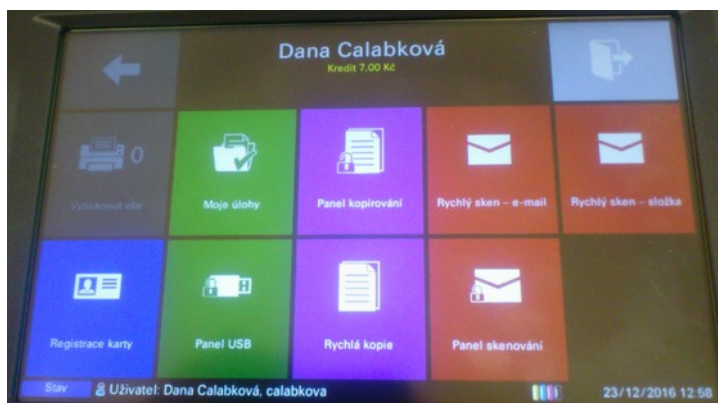 Dana Calabková
Kredit 7,00 Kč
0
Vytisknout vše
Moje úlohy
Panel kopírování
Rychlý sken – e-mail
Rychlý sken – složka
Registrace karty
Panel USB
Rychlá kopie
Panel skenování
Stav
Uživatel: Dana Calabková, calabkova
23/12/2016 12:58